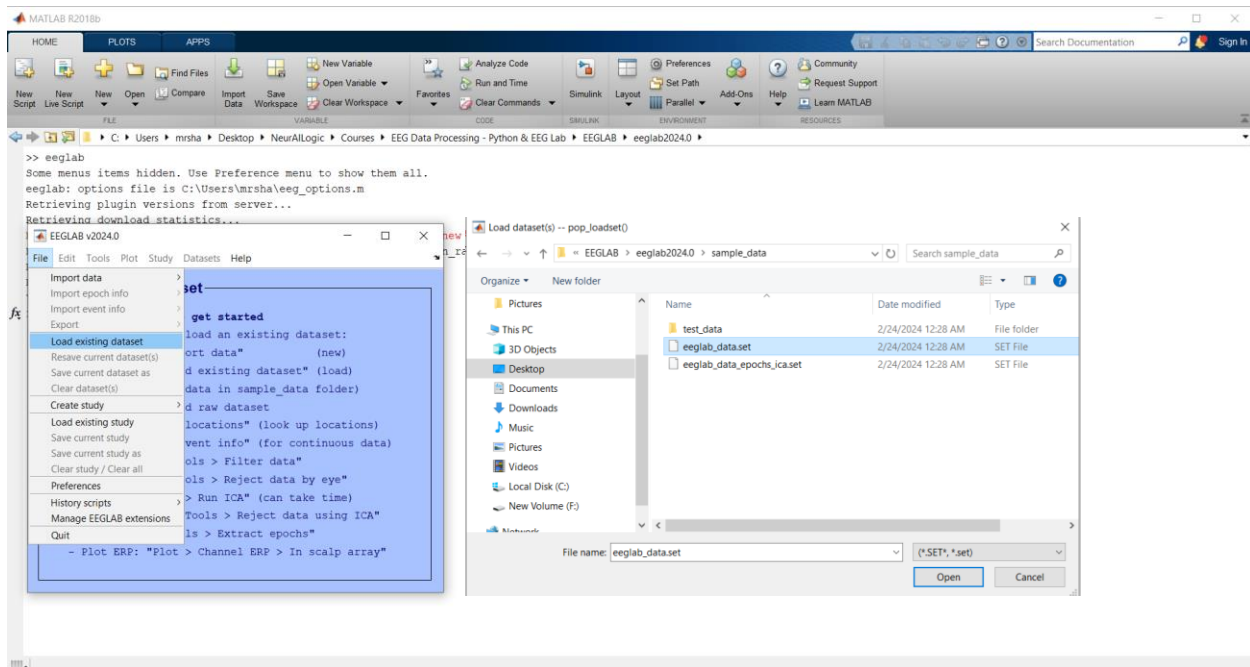 MATLAB R2018b
HOME PLOTS APPS
Search Documentation
Sign In
New Script
New Live Script
New
Open
Find Files
Compare
Import Data
Save Workspace
New Variable
Open Variable
Clear Workspace
Favorites
Analyze Code
Run and Time
Clear Commands
Simulink
Layout
Preferences
Set Path
Parallel
Add-Ons
Help
Community
Request Support
Learn MATLAB
FILE VARIABLE CODE SIMULINK ENVIRONMENT RESOURCES
C: Users mrsha Desktop NeurAILogic Courses EEG Data Processing - Python & EEG Lab EEGLAB eeglab2024.0
>> eeglab
Some menus items hidden. Use Preference menu to show them all.
eeglab: options file is C:\Users\mrsha\eeg_options.m
Retrieving plugin versions from server...
Retrieving download statistics...
new
fx
EEGLAB v2024.0
File Edit Tools Plot Study Datasets Help
Import data
Import epoch info
Import event info
Export
Load existing dataset
Resave current dataset(s)
Save current dataset as
Clear dataset(s)
Create study
Load existing study
Save current study
Save current study as
Clear study / Clear all
Preferences
History scripts
Manage EEGLAB extensions
Quit
set
get started
load an existing dataset:
ort data" (new)
d existing dataset" (load)
data in sample_data folder)
d raw dataset
locations" (look up locations)
vent info" (for continuous data)
ols > Filter data"
ols > Reject data by eye"
> Run ICA" (can take time)
Tools > Reject data using ICA"
ls > Extract epochs"
- Plot ERP: "Plot > Channel ERP > In scalp array"
Load dataset(s) -- pop_loadset()
« EEGLAB > eeglab2024.0 > sample_data
Search sample_data
Organize New folder
Pictures
This PC
3D Objects
Desktop
Documents
Downloads
Music
Pictures
Videos
Local Disk (C:)
New Volume (F:)
Network
Name Date modified Type
test_data 2/24/2024 12:28 AM File folder
eeglab_data.set 2/24/2024 12:28 AM SET File
eeglab_data_epochs_ica.set 2/24/2024 12:28 AM SET File
File name: eeglab_data.set (*.SET*, *.set)
Open Cancel